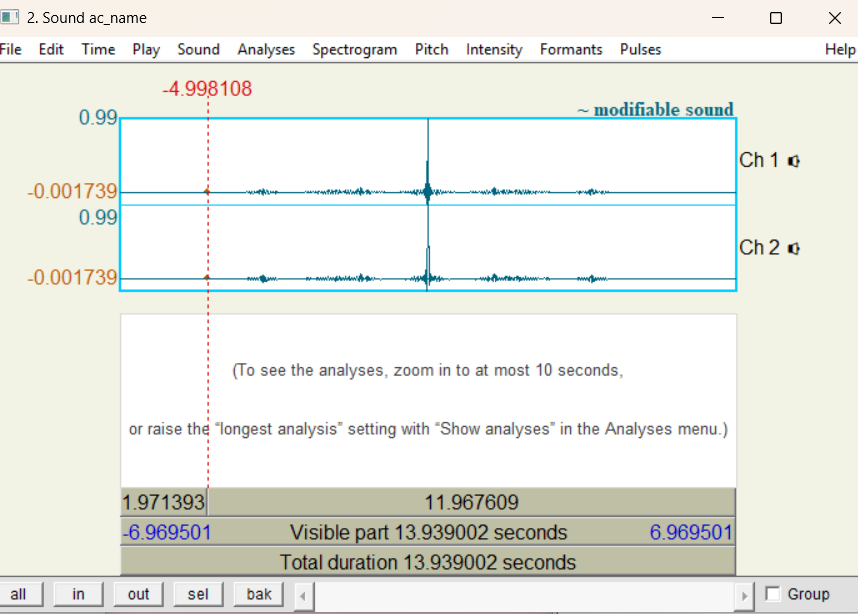 2. Sound ac_name
File Edit Time Play Sound Analyses Spectrogram Pitch Intensity Formants Pulses Help
-4.998108
0.99 ~ modifiable sound
Ch 1
-0.001739
0.99
Ch 2
-0.001739
(To see the analyses, zoom in to at most 10 seconds,
or raise the “longest analysis” setting with “Show analyses” in the Analyses menu.)
1.971393 11.967609
-6.969501 Visible part 13.939002 seconds 6.969501
Total duration 13.939002 seconds
all in out sel bak Group